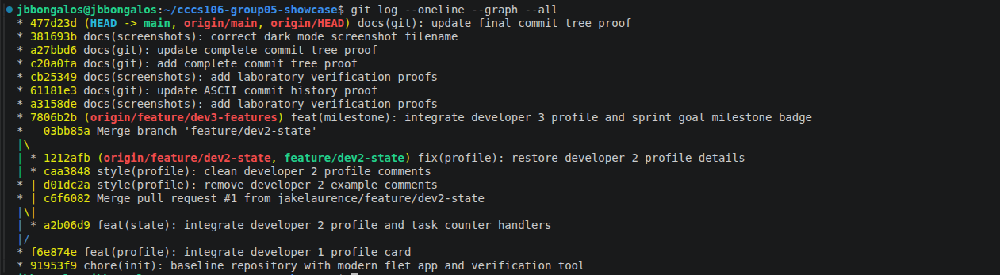 jbbongalos@jbbongalos:~/cccs106-group05-showcase$ git log --oneline --graph --all
* 477d23d (HEAD -> main, origin/main, origin/HEAD) docs(git): update final commit tree proof
* 381693b docs(screenshots): correct dark mode screenshot filename
* a27bbd6 docs(git): update complete commit tree proof
* c20a0fa docs(git): add complete commit tree proof
* cb25349 docs(screenshots): add laboratory verification proofs
* 61181e3 docs(git): update ASCII commit history proof
* a3158de docs(screenshots): add laboratory verification proofs
* 7806b2b (origin/feature/dev3-features) feat(milestone): integrate developer 3 profile and sprint goal milestone badge
*   03bb85a Merge branch 'feature/dev2-state'
|\
| * 1212afb (origin/feature/dev2-state, feature/dev2-state) fix(profile): restore developer 2 profile details
| * caa3848 style(profile): clean developer 2 profile comments
* | d01dc2a style(profile): remove developer 2 example comments
* | c6f6082 Merge pull request #1 from jakelaurence/feature/dev2-state
|\|
| * a2b06d9 feat(state): integrate developer 2 profile and task counter handlers
|/
* f6e874e feat(profile): integrate developer 1 profile card
* 91953f9 chore(init): baseline repository with modern flet app and verification tool